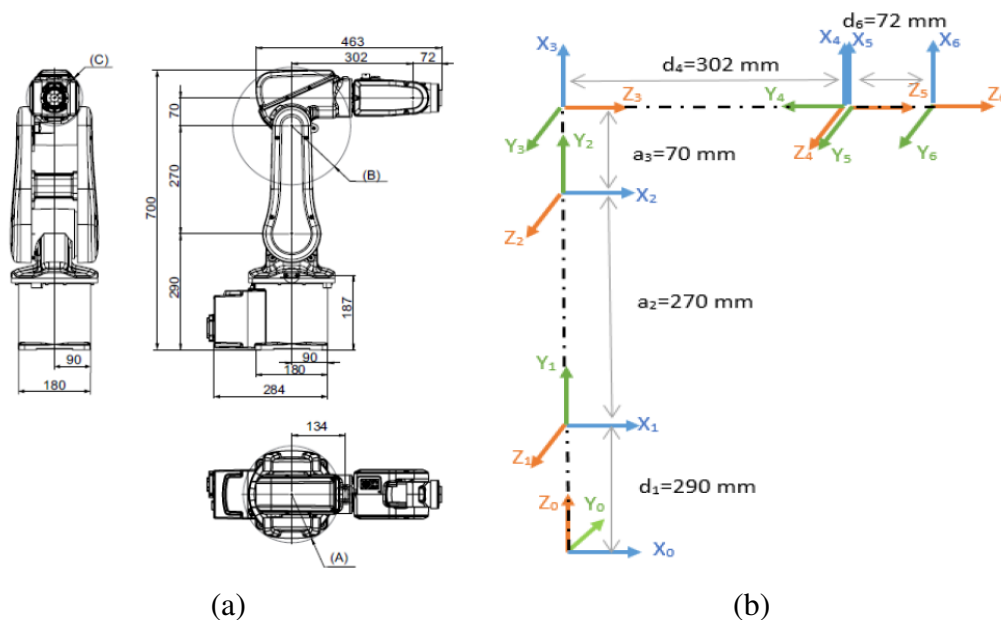 (C)
463
302
72
70
(B)
270
700
290
187
90
90
180
180
284
134
(A)
(a)
d₆=72 mm
X₃
X₄
X₅
X₆
d₄=302 mm
Z₃
Y₄
Z₅
Y₃
Y₂
Z₄
Y₅
Y₆
a₃=70 mm
X₂
Z₂
a₂=270 mm
Y₁
X₁
Z₁
d₁=290 mm
Z₀
Y₀
X₀
(b)